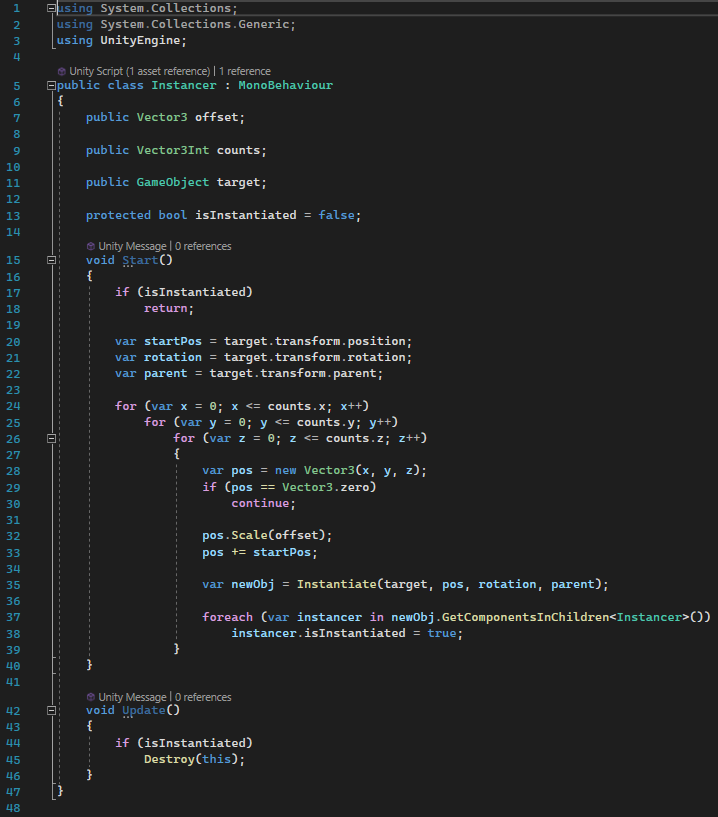 1 using System.Collections;
2 using System.Collections.Generic;
3 using UnityEngine;
4
Unity Script (1 asset reference) | 1 reference
5 public class Instancer : MonoBehaviour
6 {
7     public Vector3 offset;
8
9     public Vector3Int counts;
10
11     public GameObject target;
12
13     protected bool isInstantiated = false;
14
Unity Message | 0 references
15     void Start()
16     {
17         if (isInstantiated)
18             return;
19
20         var startPos = target.transform.position;
21         var rotation = target.transform.rotation;
22         var parent = target.transform.parent;
23
24         for (var x = 0; x <= counts.x; x++)
25             for (var y = 0; y <= counts.y; y++)
26                 for (var z = 0; z <= counts.z; z++)
27                 {
28                     var pos = new Vector3(x, y, z);
29                     if (pos == Vector3.zero)
30                         continue;
31
32                     pos.Scale(offset);
33                     pos += startPos;
34
35                     var newObj = Instantiate(target, pos, rotation, parent);
36
37                     foreach (var instancer in newObj.GetComponentsInChildren<Instancer>())
38                         instancer.isInstantiated = true;
39                 }
40     }
41
Unity Message | 0 references
42     void Update()
43     {
44         if (isInstantiated)
45             Destroy(this);
46     }
47 }
48